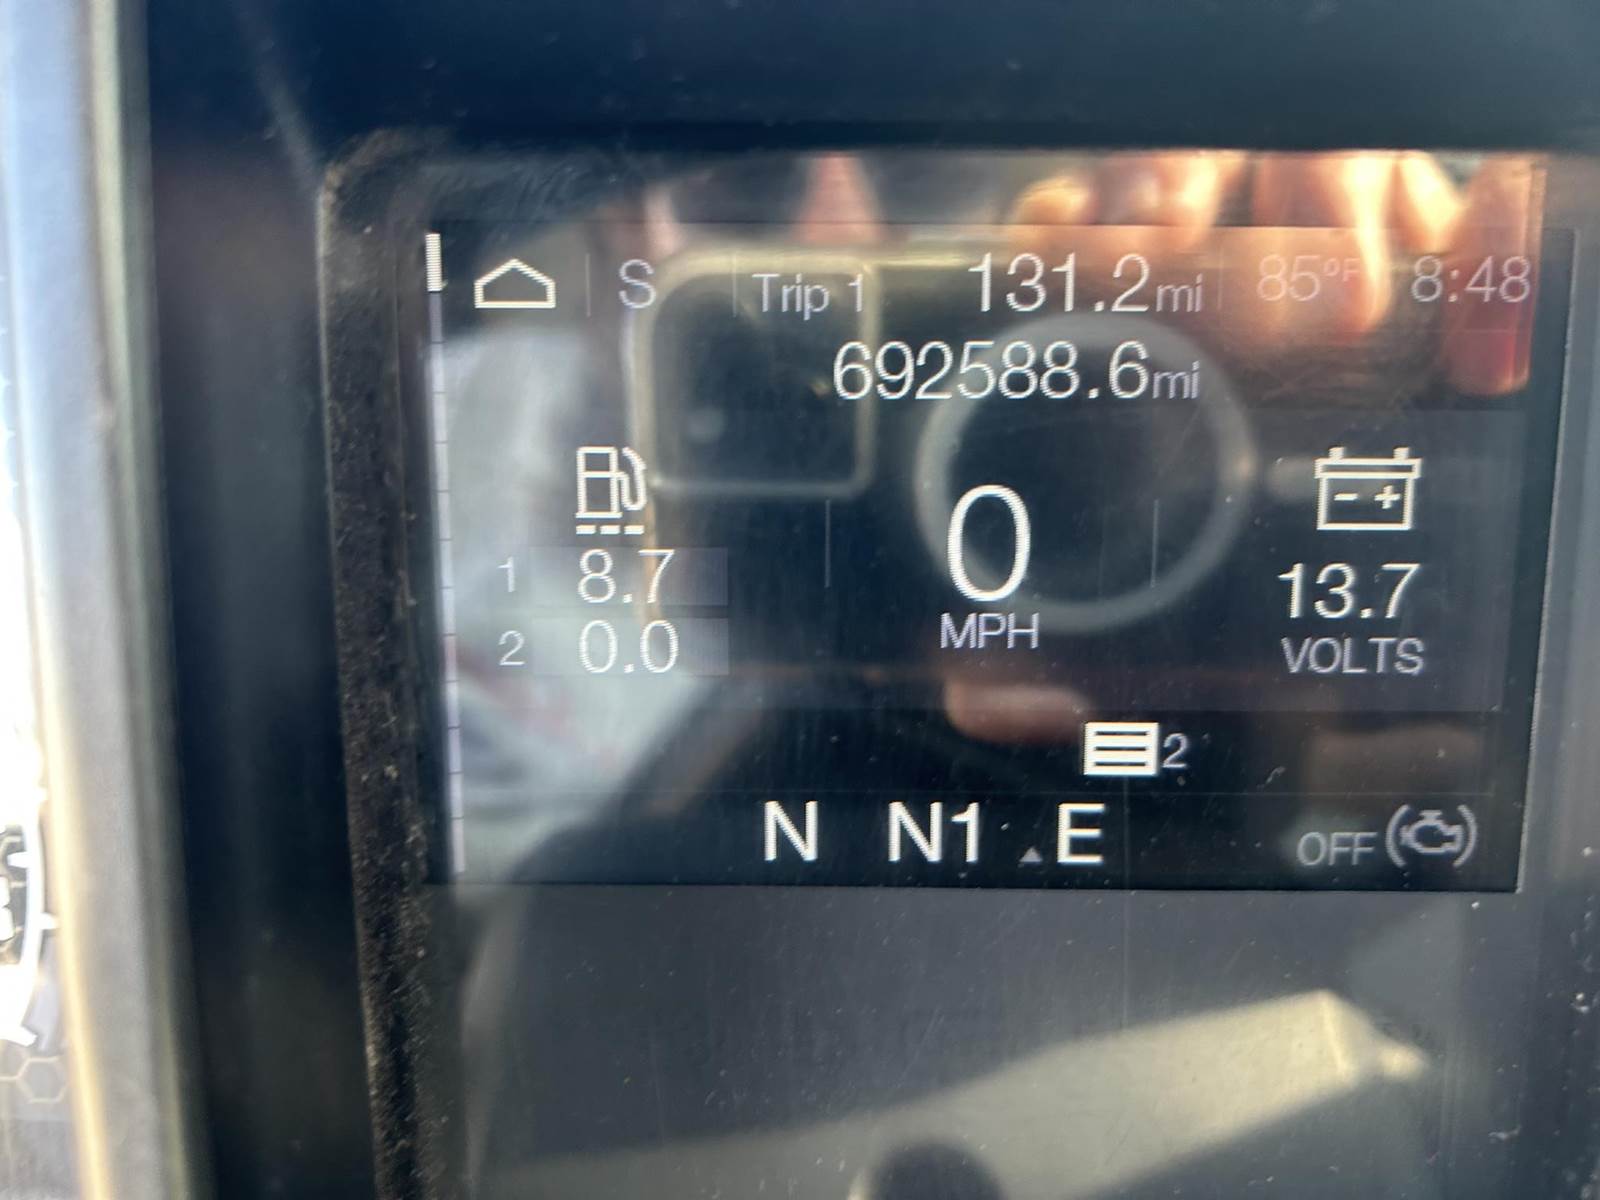 S Trip 1 131.2mi 85°F 8:48
692588.6mi
1 8.7
2 0.0
0
MPH
13.7
VOLTS
2
N N1 E OFF